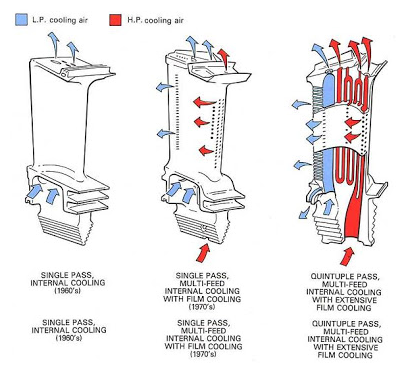 L.P. cooling air
H.P. cooling air
SINGLE PASS,
INTERNAL COOLING
(1960's)
SINGLE PASS,
MULTI-FEED
INTERNAL COOLING
WITH FILM COOLING
(1970's)
QUINTUPLE PASS,
MULTI-FEED
INTERNAL COOLING
WITH EXTENSIVE
FILM COOLING
SINGLE PASS,
INTERNAL COOLING
(1960's)
SINGLE PASS,
MULTI-FEED
INTERNAL COOLING
WITH FILM COOLING
(1970's)
QUINTUPLE PASS,
MULTI-FEED
INTERNAL COOLING
WITH EXTENSIVE
FILM COOLING